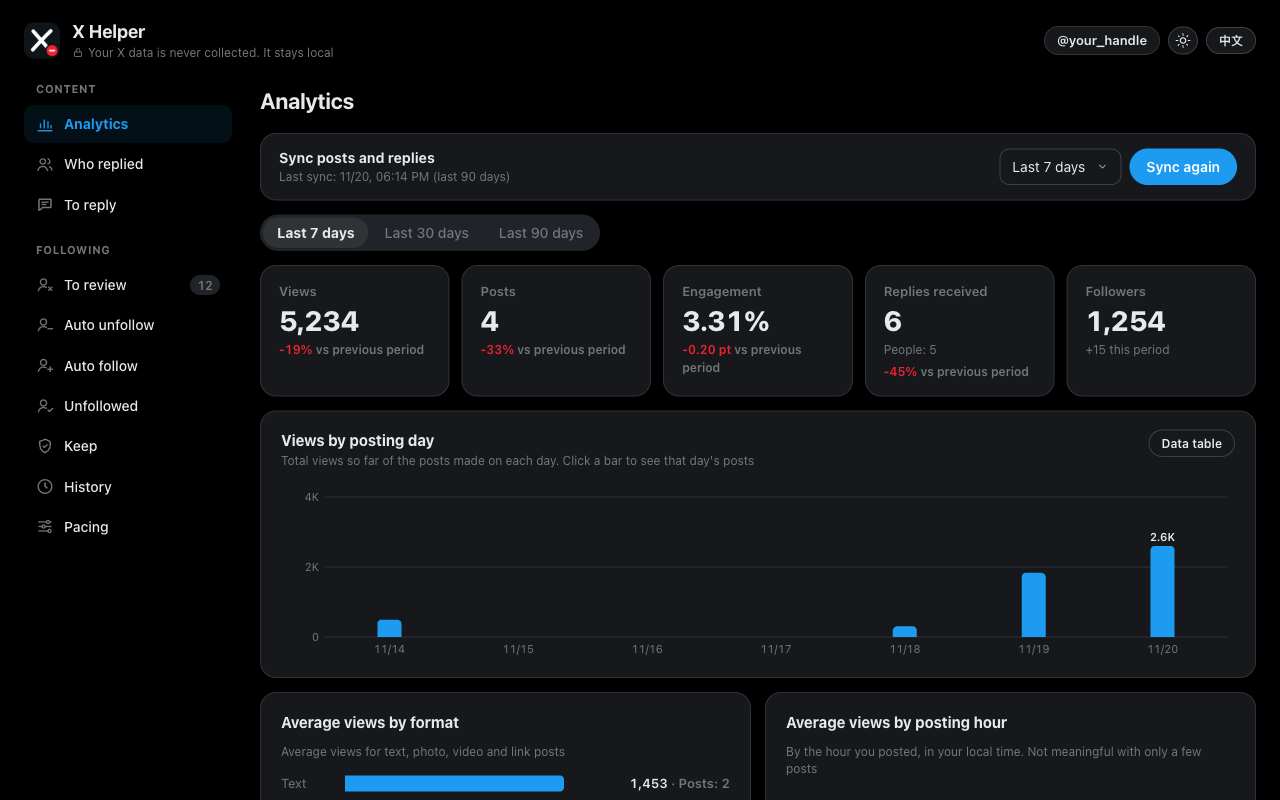 X Helper
Your X data is never collected. It stays local
@your_handle
中文
CONTENT
Analytics
Who replied
To reply
FOLLOWING
To review
12
Auto unfollow
Auto follow
Unfollowed
Keep
History
Pacing
Analytics
Sync posts and replies
Last sync: 11/20, 06:14 PM (last 90 days)
Last 7 days
Sync again
Last 7 days
Last 30 days
Last 90 days
Views
5,234
-19% vs previous period
Posts
4
-33% vs previous period
Engagement
3.31%
-0.20 pt vs previous
period
Replies received
6
People: 5
-45% vs previous period
Followers
1,254
+15 this period
Views by posting day
Total views so far of the posts made on each day. Click a bar to see that day's posts
Data table
4K
2K
0
2.6K
11/14
11/15
11/16
11/17
11/18
11/19
11/20
Average views by format
Average views for text, photo, video and link posts
Text
1,453 · Posts: 2
Average views by posting hour
By the hour you posted, in your local time. Not meaningful with only a few
posts